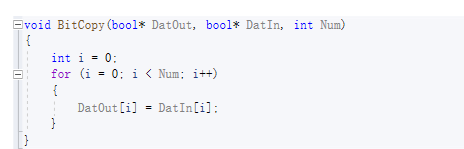 void BitCopy(bool* DatOut, bool* DatIn, int Num)
{
int i = 0;
for (i = 0; i < Num; i++)
{
DatOut[i] = DatIn[i];
}
}